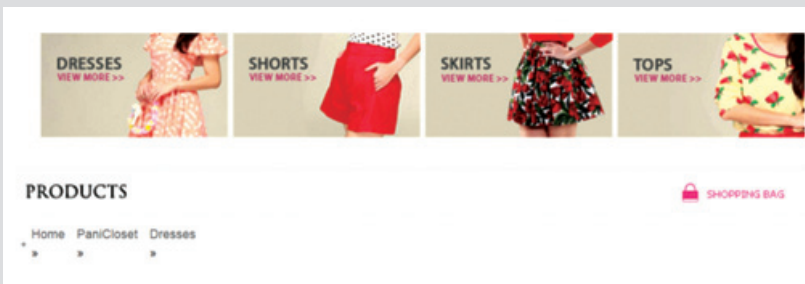 DRESSES
VIEW MORE >>
SHORTS
VIEW MORE >>
SKIRTS
VIEW MORE >>
TOPS
VIEW MORE >>
PRODUCTS
SHOPPING BAG
Home PaniCloset Dresses
» » »